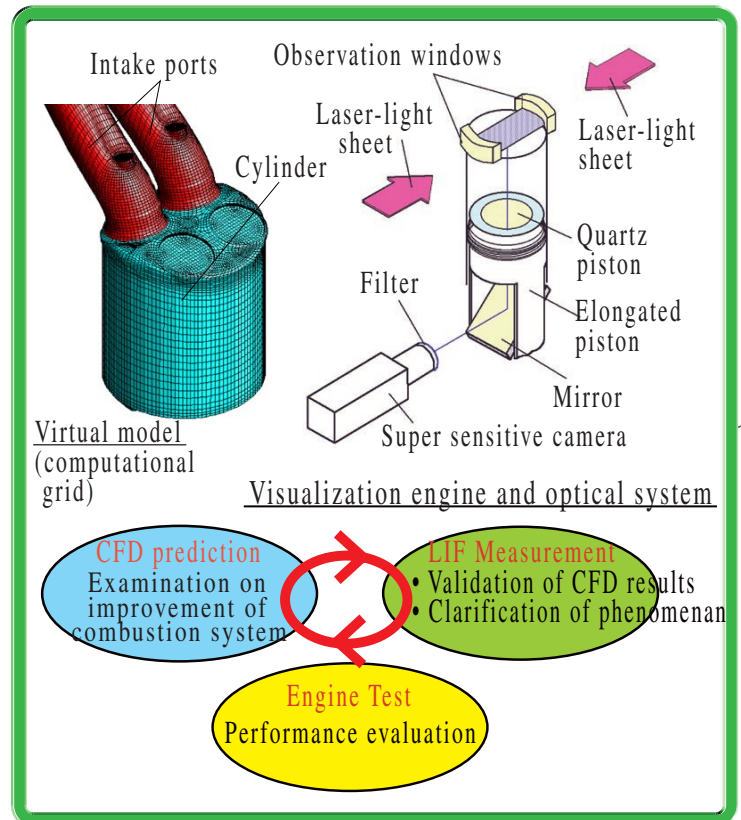 Intake ports
Observation windows
Laser-light
sheet
Laser-light
sheet
Cylinder
Quartz
piston
Filter
Elongated
piston
Mirror
Super sensitive camera
Virtual model
(computational
grid)
Visualization engine and optical system
CFD prediction
Examination on
improvement of
combustion system
LIF Measurement
• Validation of CFD results
• Clarification of phenomenan
Engine Test
Performance evaluation